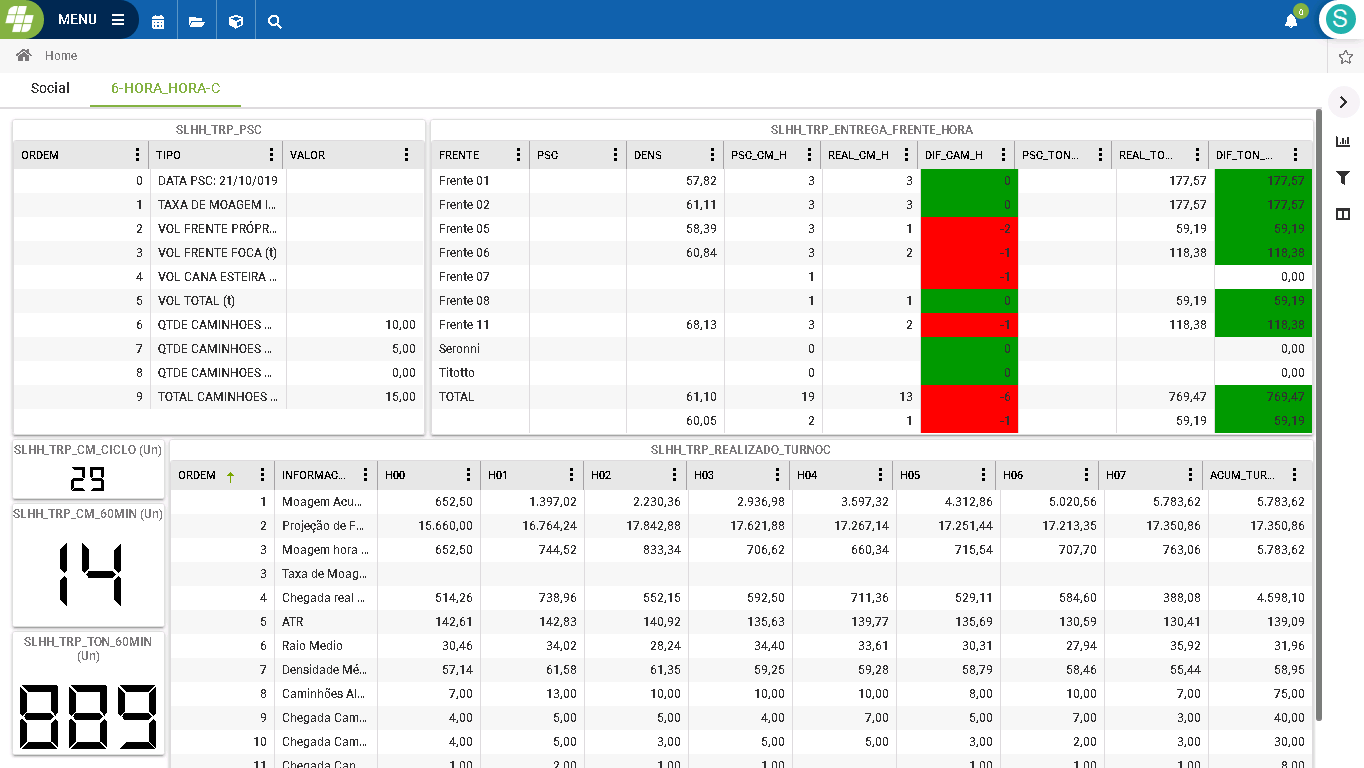 MENU
0
S
Home
Social 6-HORA_HORA-C
SLHH_TRP_PSC
ORDEM TIPO VALOR
0 DATA PSC: 21/10/019
1 TAXA DE MOAGEM I...
2 VOL FRENTE PRÓPR...
3 VOL FRENTE FOCA (t)
4 VOL CANA ESTEIRA ...
5 VOL TOTAL (t)
6 QTDE CAMINHOES ... 10,00
7 QTDE CAMINHOES ... 5,00
8 QTDE CAMINHOES ... 0,00
9 TOTAL CAMINHOES ... 15,00
SLHH_TRP_ENTREGA_FRENTE_HORA
FRENTE PSC DENS PSC_CM_H REAL_CM_H DIF_CAM_H PSC_TON... REAL_TO... DIF_TON_...
Frente 01 57,82 3 3 0 177,57 177,57
Frente 02 61,11 3 3 0 177,57 177,57
Frente 05 58,39 3 1 -2 59,19 59,19
Frente 06 60,84 3 2 -1 118,38 118,38
Frente 07 1 -1 0,00
Frente 08 1 1 0 59,19 59,19
Frente 11 68,13 3 2 -1 118,38 118,38
Seronni 0 0 0,00
Titotto 0 0 0,00
TOTAL 61,10 19 13 -6 769,47 769,47
60,05 2 1 -1 59,19 59,19
SLHH_TRP_CM_CICLO (Un)
29
SLHH_TRP_CM_60MIN (Un)
14
SLHH_TRP_TON_60MIN
(Un)
889
SLHH_TRP_REALIZADO_TURNOC
ORDEM INFORMAC... H00 H01 H02 H03 H04 H05 H06 H07 ACUM_TUR...
1 Moagem Acu... 652,50 1.397,02 2.230,36 2.936,98 3.597,32 4.312,86 5.020,56 5.783,62 5.783,62
2 Projeção de F... 15.660,00 16.764,24 17.842,88 17.621,88 17.267,14 17.251,44 17.213,35 17.350,86 17.350,86
3 Moagem hora ... 652,50 744,52 833,34 706,62 660,34 715,54 707,70 763,06 5.783,62
3 Taxa de Moag...
4 Chegada real ... 514,26 738,96 552,15 592,50 711,36 529,11 584,60 388,08 4.598,10
5 ATR 142,61 142,83 140,92 135,63 139,77 135,69 130,59 130,41 139,09
6 Raio Medio 30,46 34,02 28,24 34,40 33,61 30,31 27,94 35,92 31,96
7 Densidade Mé... 57,14 61,58 61,35 59,25 59,28 58,79 58,46 55,44 58,95
8 Caminhões Al... 7,00 13,00 10,00 10,00 10,00 8,00 10,00 7,00 75,00
9 Chegada Cam... 4,00 5,00 5,00 4,00 7,00 5,00 7,00 3,00 40,00
10 Chegada Cam... 4,00 5,00 3,00 5,00 5,00 3,00 2,00 3,00 30,00
11 Chegada Can... 1,00 2,00 1,00 1,00 1,00 1,00 1,00 8,00